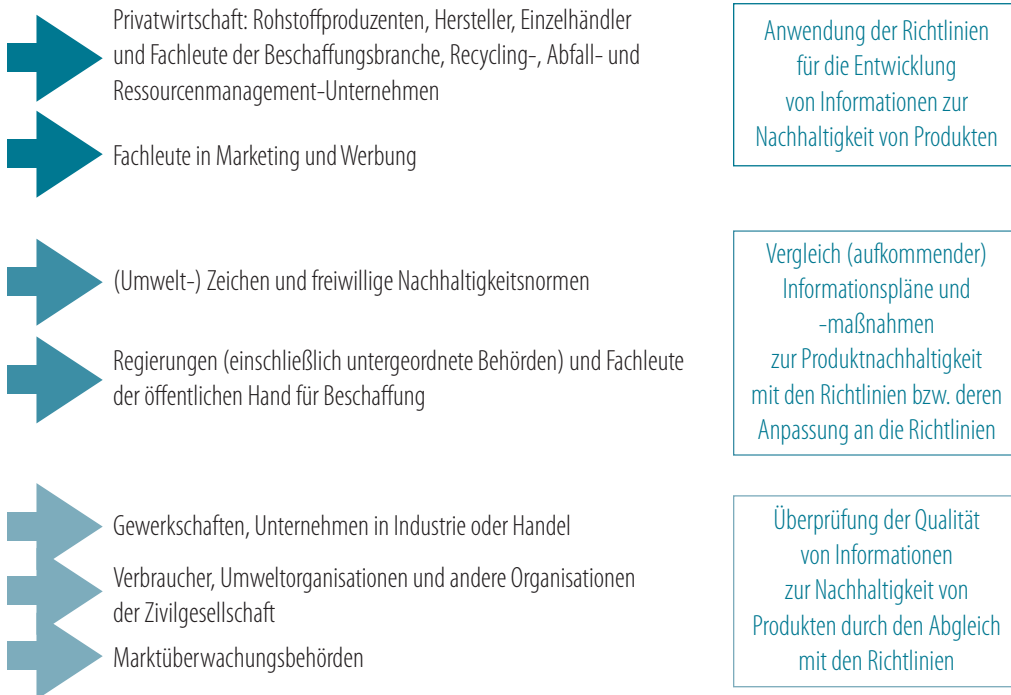 Privatwirtschaft: Rohstoffproduzenten, Hersteller, Einzelhändler
und Fachleute der Beschaffungsbranche, Recycling-, Abfall- und
Ressourcenmanagement-Unternehmen
Fachleute in Marketing und Werbung
Anwendung der Richtlinien
für die Entwicklung
von Informationen zur
Nachhaltigkeit von Produkten
(Umwelt-) Zeichen und freiwillige Nachhaltigkeitsnormen
Regierungen (einschließlich untergeordnete Behörden) und Fachleute
der öffentlichen Hand für Beschaffung
Vergleich (aufkommender)
Informationspläne und
-maßnahmen
zur Produktnachhaltigkeit
mit den Richtlinien bzw. deren
Anpassung an die Richtlinien
Gewerkschaften, Unternehmen in Industrie oder Handel
Verbraucher, Umweltorganisationen und andere Organisationen
der Zivilgesellschaft
Marktüberwachungsbehörden
Überprüfung der Qualität
von Informationen
zur Nachhaltigkeit von
Produkten durch den Abgleich
mit den Richtlinien